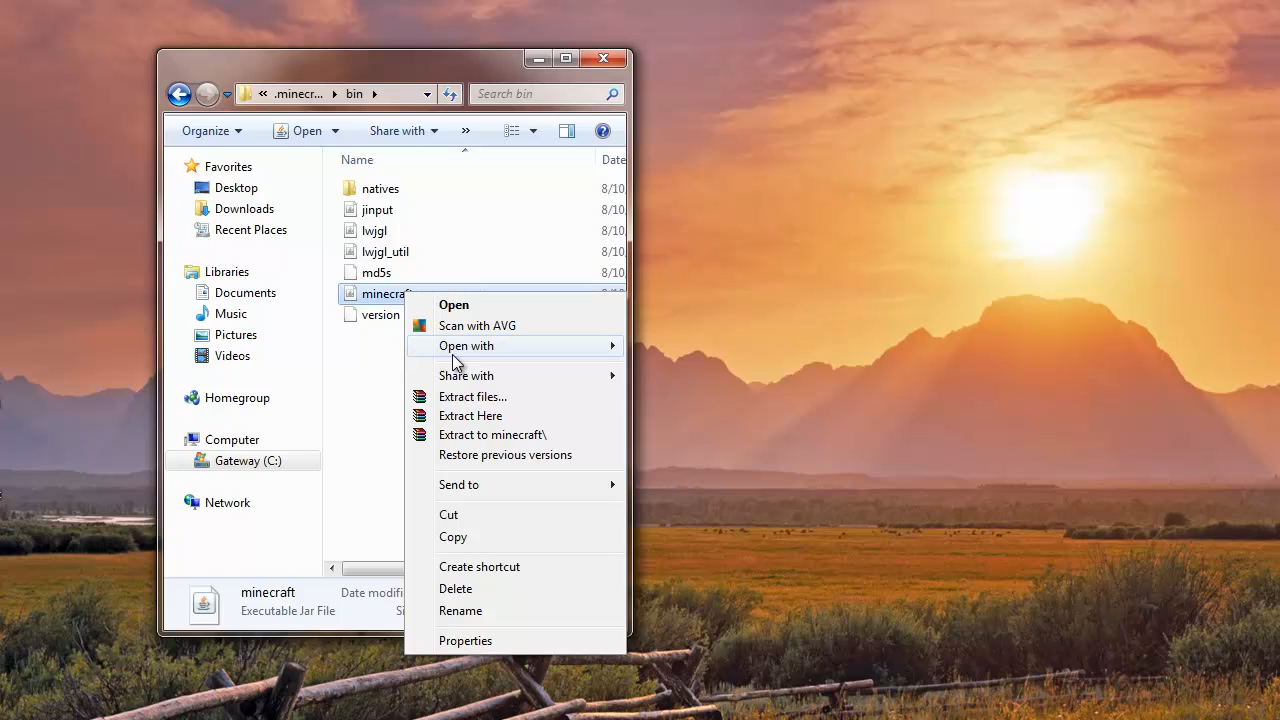 « .minecr... ▸ bin ▸
Search bin
Organize
Open
Share with
»
Favorites
Desktop
Downloads
Recent Places
Libraries
Documents
Music
Pictures
Videos
Homegroup
Computer
Gateway (C:)
Network
Name
Date
natives 8/10,
jinput 8/10,
lwjgl 8/10,
lwjgl_util 8/10,
md5s 8/10,
minecraft
version
Open
Scan with AVG
Open with
Share with
Extract files...
Extract Here
Extract to minecraft\
Restore previous versions
Send to
Cut
Copy
Create shortcut
Delete
Rename
Properties
minecraft Date modifi
Executable Jar File Si